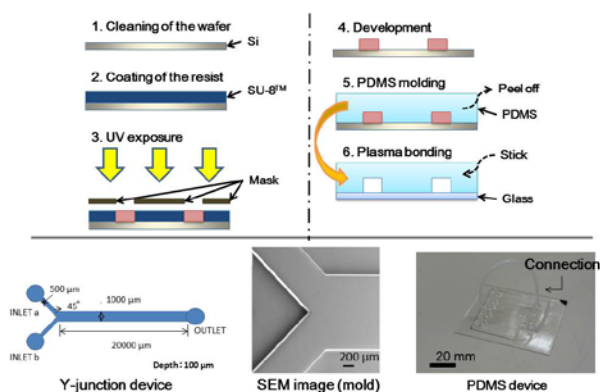 1. Cleaning of the wafer
Si
2. Coating of the resist
SU-8™
3. UV exposure
Mask
4. Development
5. PDMS molding
Peel off
PDMS
6. Plasma bonding
Stick
Glass
500 μm
INLET a
45°
1000 μm
20000 μm
OUTLET
INLET b
Depth: 100 μm
Y-junction device
200 μm
SEM image (mold)
Connection
20 mm
PDMS device